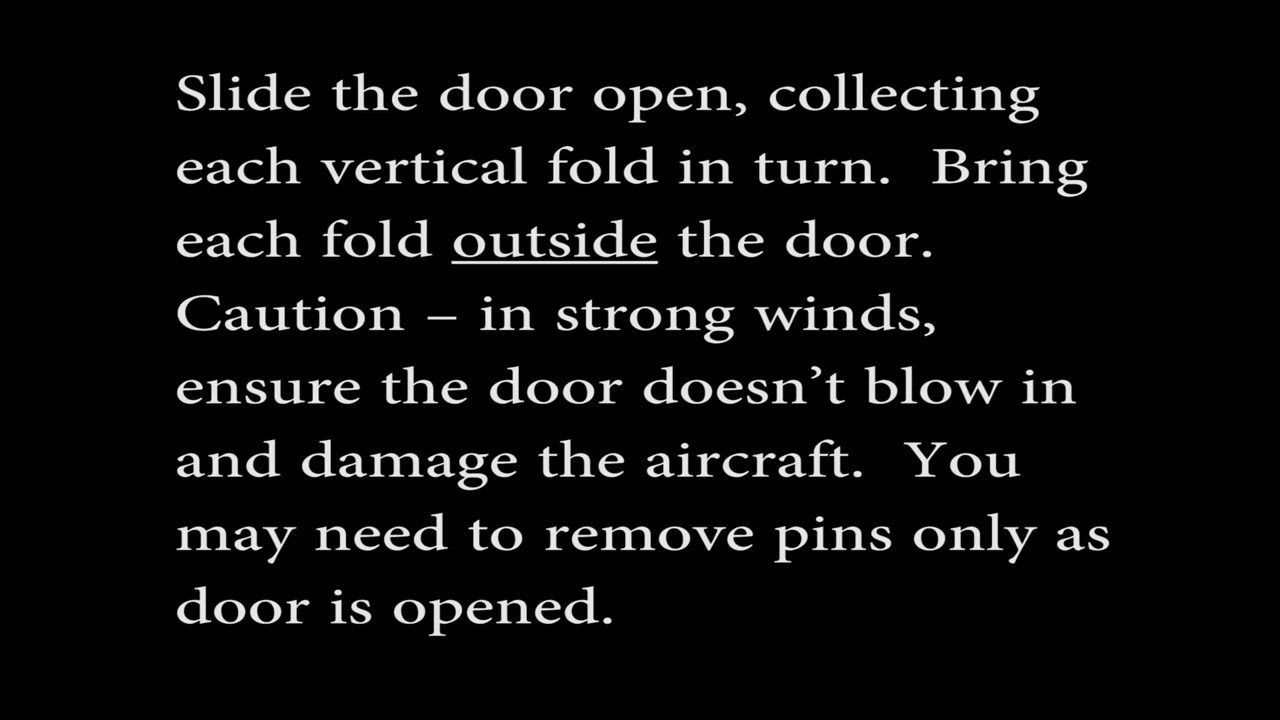 Slide the door open, collecting
each vertical fold in turn.  Bring
each fold outside the door.
Caution – in strong winds,
ensure the door doesn’t blow in
and damage the aircraft.  You
may need to remove pins only as
door is opened.